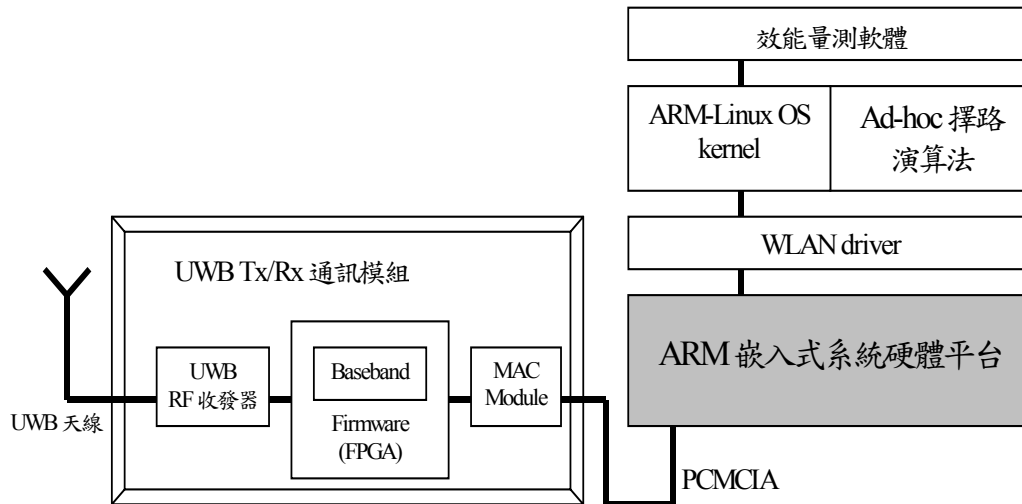 效能量測軟體
ARM-Linux OS
kernel
Ad-hoc 擇路
演算法
WLAN driver
ARM 嵌入式系統硬體平台
UWB Tx/Rx 通訊模組
UWB
RF 收發器
Baseband
Firmware
(FPGA)
MAC
Module
UWB 天線
PCMCIA